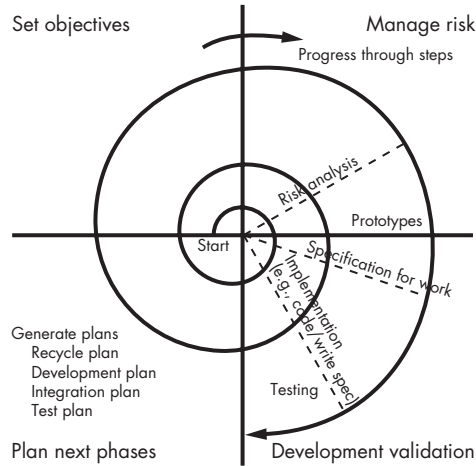 Set objectives
Manage risk
Progress through steps
Risk analysis
Prototypes
Start
Specification for work
Implementation
(e.g., code/write spec)
Generate plans
Recycle plan
Development plan
Integration plan
Test plan
Testing
Plan next phases
Development validation